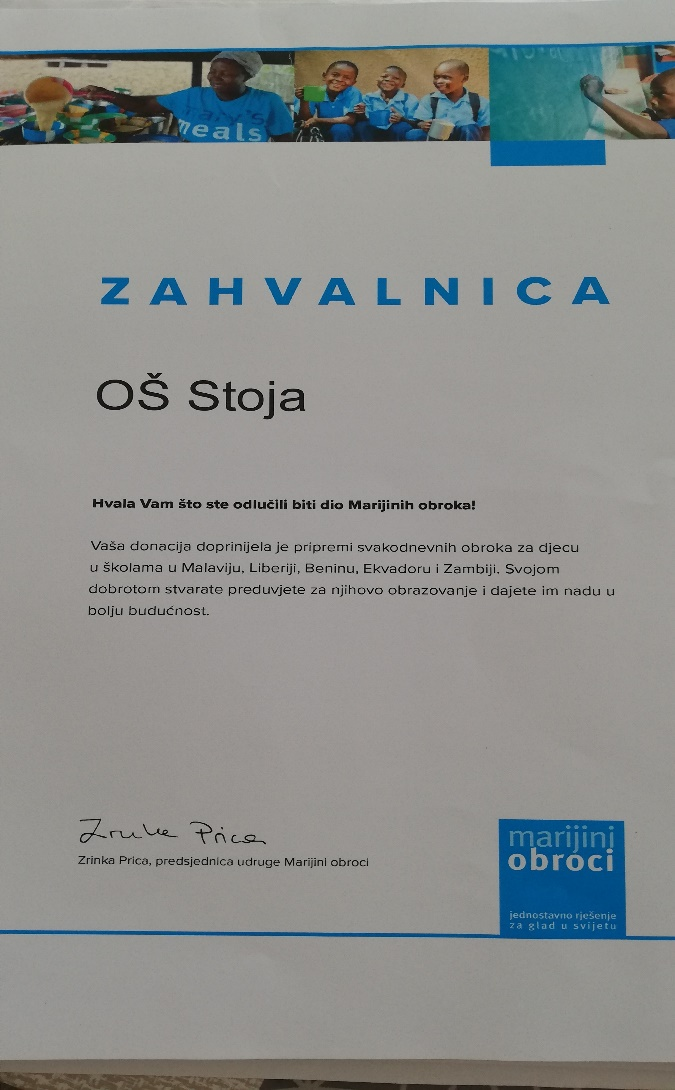 meals
ZAHVALNICA
OŠ Stoja
Hvala Vam što ste odlučili biti dio Marijinih obroka!
Vaša donacija doprinijela je pripremi svakodnevnih obroka za djecu
u školama u Malaviju, Liberiji, Beninu, Ekvadoru i Zambiji. Svojom
dobrotom stvarate preduvjete za njihovo obrazovanje i dajete im nadu u
bolju budućnost.
Zrinka Prica
Zrinka Prica, predsjednica udruge Marijini obroci
marijini
obroci
jednostavno rješenje
za glad u svijetu